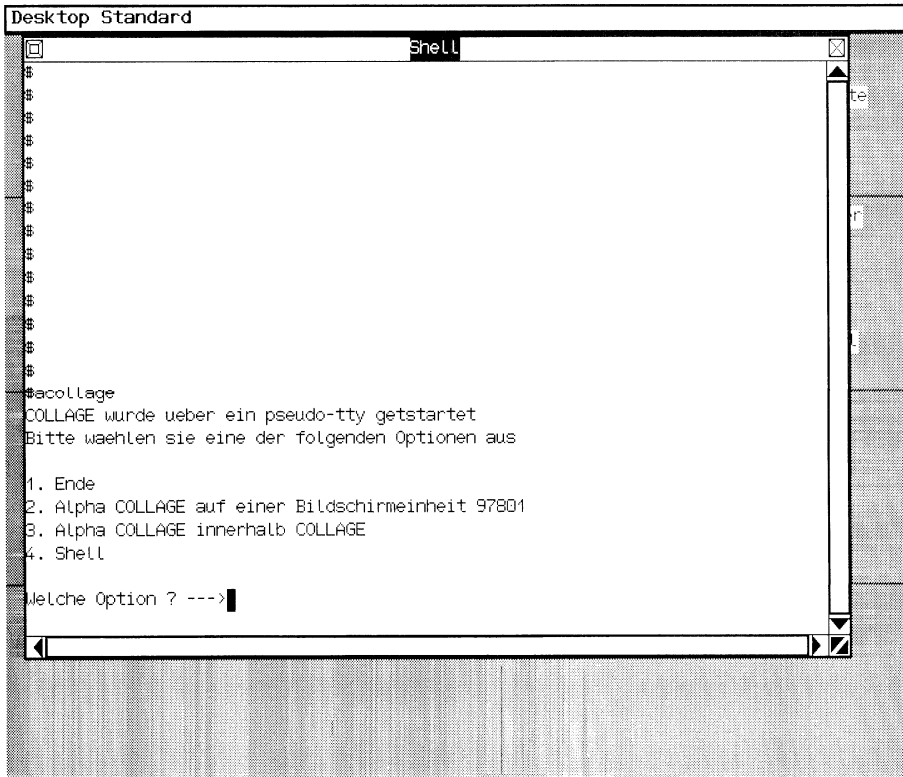 Desktop Standard
Shell
$
$
$
$
$
$
$
$
$
$
$
$
$
$
$acollage
COLLAGE wurde ueber ein pseudo-tty getstartet
Bitte waehlen sie eine der folgenden Optionen aus
1. Ende
2. Alpha COLLAGE auf einer Bildschirmeinheit 97801
3. Alpha COLLAGE innerhalb COLLAGE
4. Shell
Welche Option ? --->
te